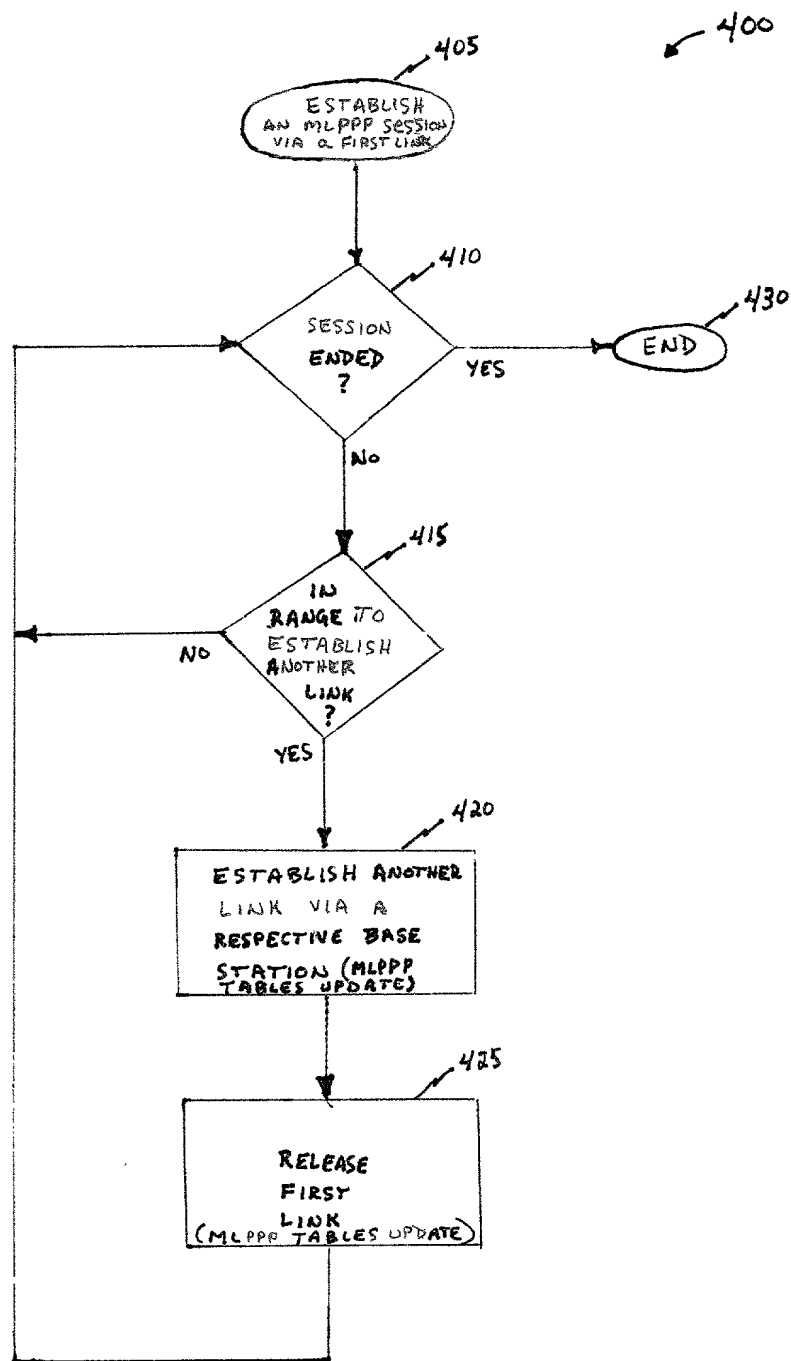 400
405
ESTABLISH
AN MLPPP SESSION
VIA a FIRST LINK
410
SESSION
ENDED
?
YES
430
END
NO
415
IN
RANGE TO
ESTABLISH
ANOTHER
LINK
?
NO
YES
420
ESTABLISH ANOTHER
LINK VIA A
RESPECTIVE BASE
STATION (MLPPP
TABLES UPDATE)
425
RELEASE
FIRST
LINK
(MLPPP TABLES UPDATE)